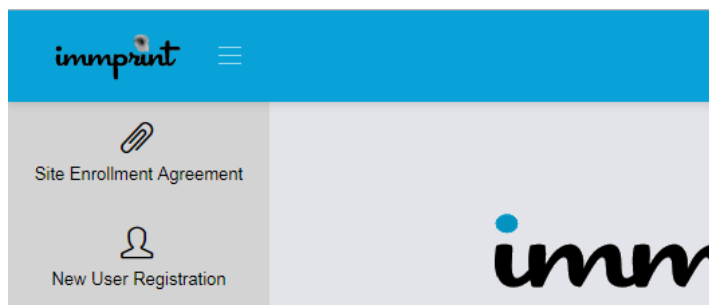 immprint
Site Enrollment Agreement
New User Registration
imm